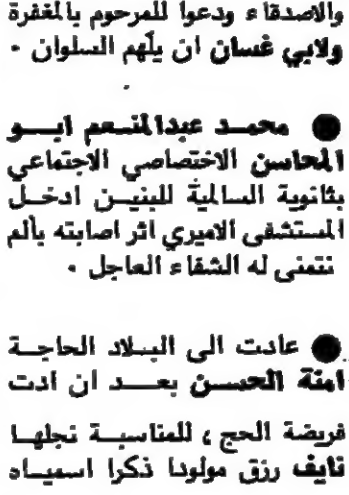 والاصدقاء ودعوا للمرحوم بالمغفرة
ولابي غسان ان يلهم السلوان •
● محمد عبدالمنعم ابو
المحاسن الاختصاصي الاجتماعي
بثانوية السالمية للبنين ادخل
المستشفى الاميري اثر اصابته بألم
نتمنى له الشفاء العاجل •
● عادت الى البلاد الحاجة
امنة الحسن بعد ان ادت
فريضة الحج ، للمناسبة نجلها
نايف رزق مولودا ذكرا اسمياه